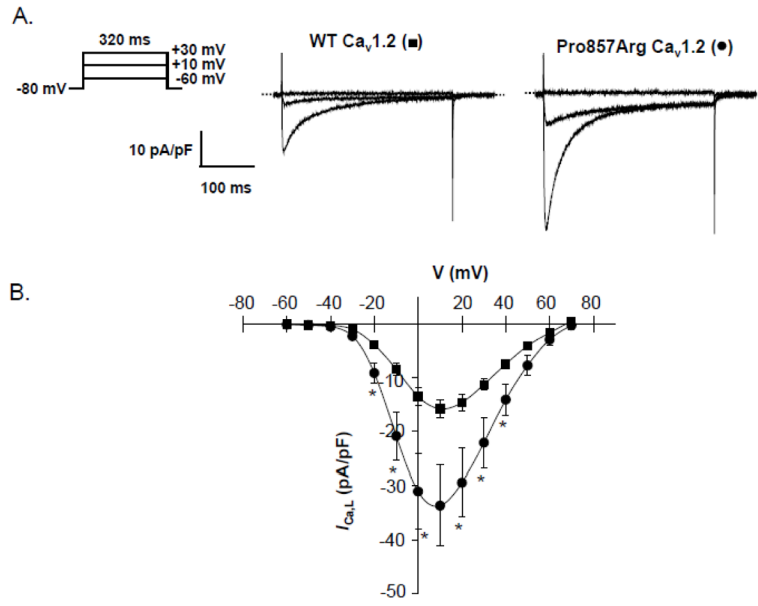 A.
320 ms
+30 mV
+10 mV
-60 mV
-80 mV
10 pA/pF
100 ms
WT Cav1.2 (■)
Pro857Arg Cav1.2 (●)
B.
V (mV)
-80 -60 -40 -20 20 40 60 80
-10
-20
-30
-40
-50
ICa,L (pA/pF)
*
*
*
*
*
*